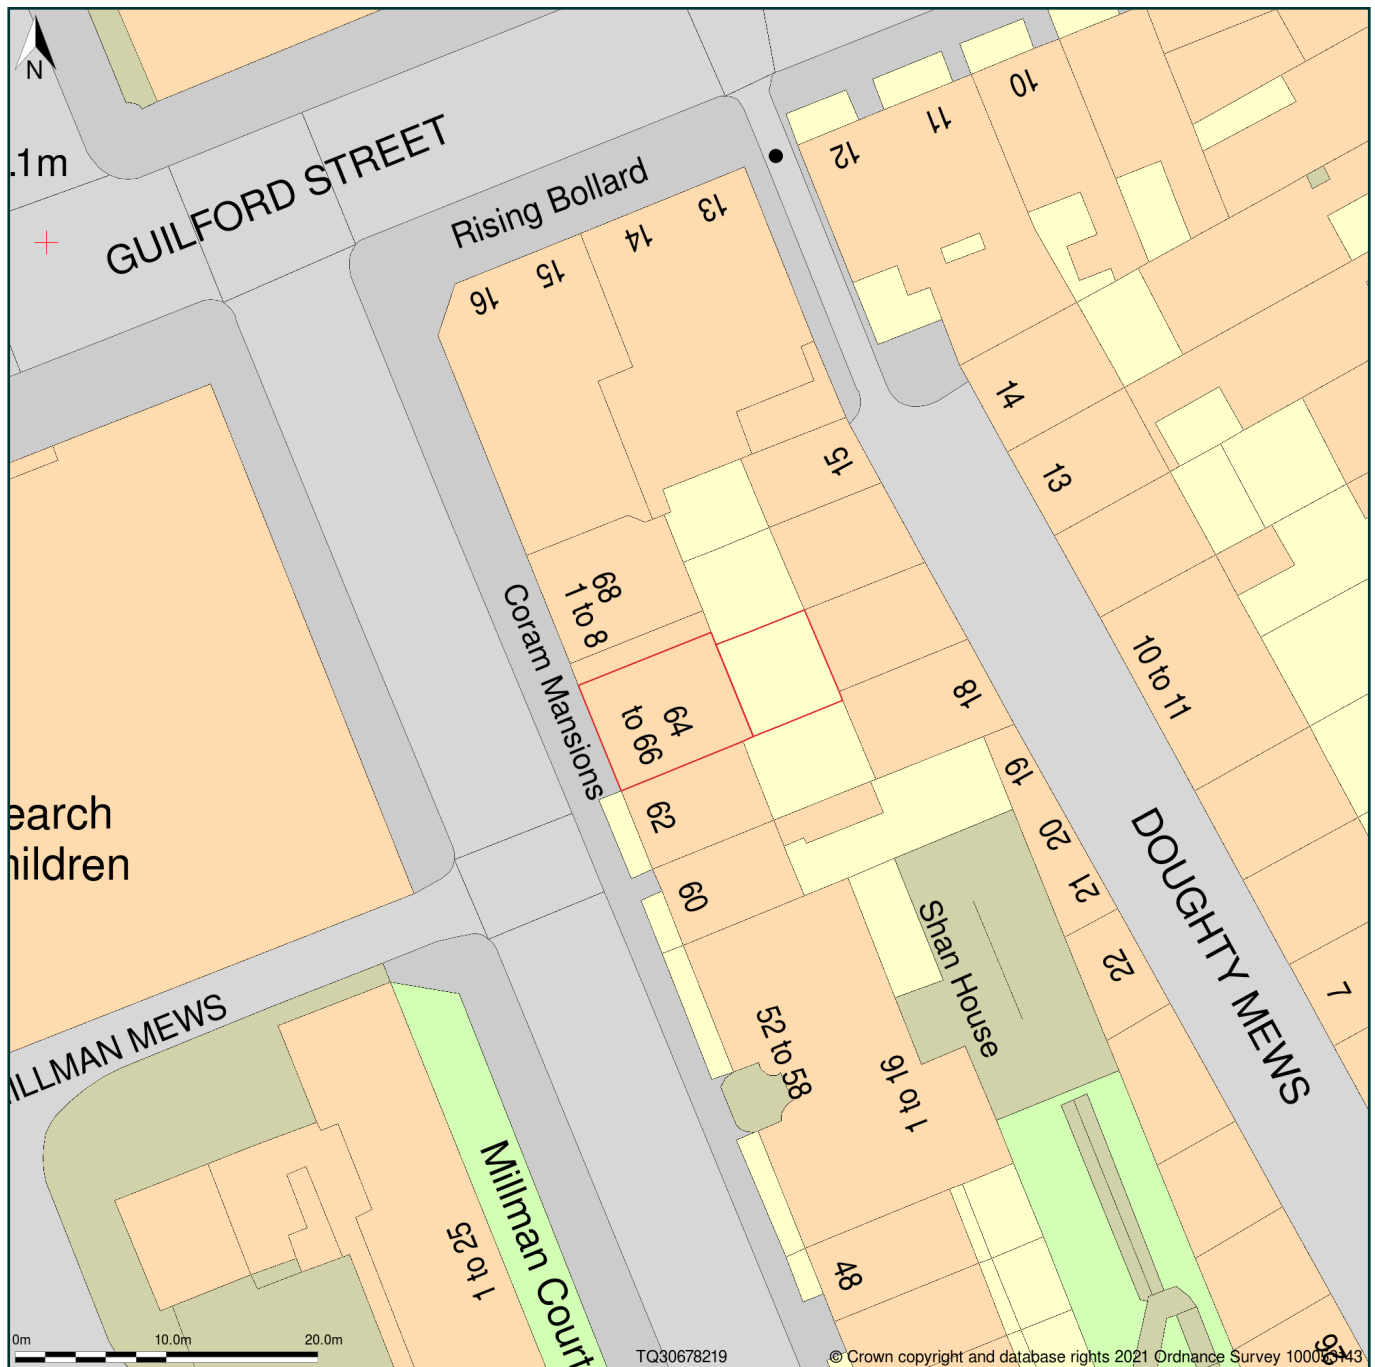 N
.1m
GUILFORD STREET
Rising Bollard
10
11
12
13
14
15
16
14
15
13
68
1 to 8
Coram Mansions
64
to 66
10 to 11
18
19
62
20
earch
hildren
21
60
DOUGHTY MEWS
Shan House
22
7
ILLMAN MEWS
52 to 58
1 to 16
Millman Court
1 to 25
48
0m
10.0m
20.0m
TQ30678219
© Crown copyright and database rights 2021 Ordnance Survey